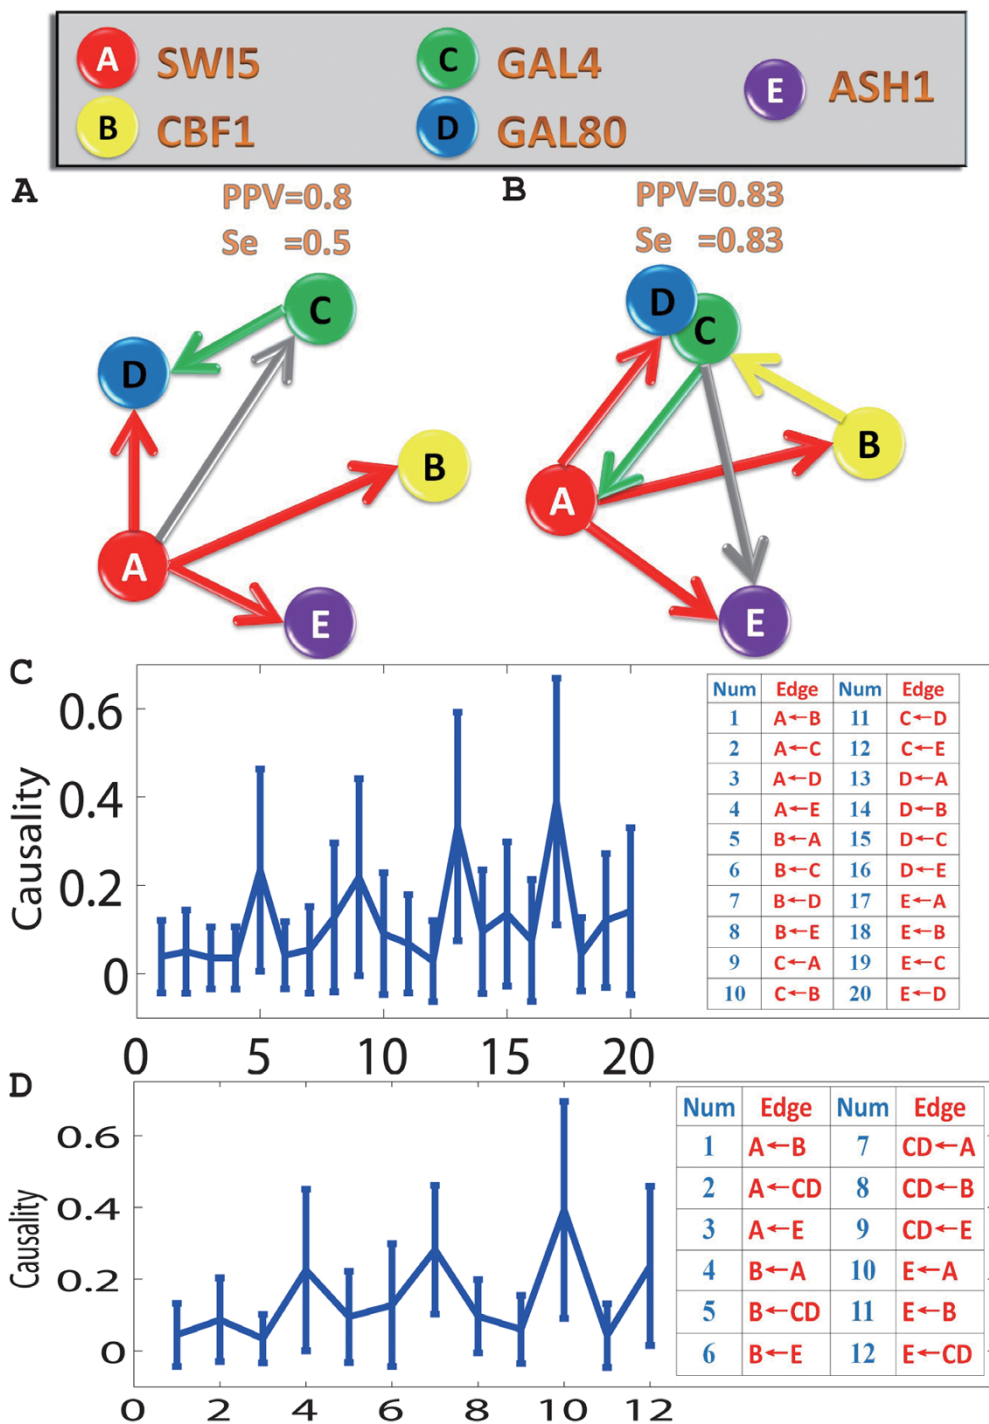 A SWI5 C GAL4 E ASH1
B CBF1 D GAL80
A PPV=0.8
Se =0.5
C
D
B
A
E
B PPV=0.83
Se =0.83
D
C
B
A
E
C
Causality
0.6
0.4
0.2
0
0 5 10 15 20
Num Edge Num Edge
1 A←B 11 C←D
2 A←C 12 C←E
3 A←D 13 D←A
4 A←E 14 D←B
5 B←A 15 D←C
6 B←C 16 D←E
7 B←D 17 E←A
8 B←E 18 E←B
9 C←A 19 E←C
10 C←B 20 E←D
D
Causality
0.6
0.4
0.2
0
0 2 4 6 8 10 12
Num Edge Num Edge
1 A←B 7 CD←A
2 A←CD 8 CD←B
3 A←E 9 CD←E
4 B←A 10 E←A
5 B←CD 11 E←B
6 B←E 12 E←CD